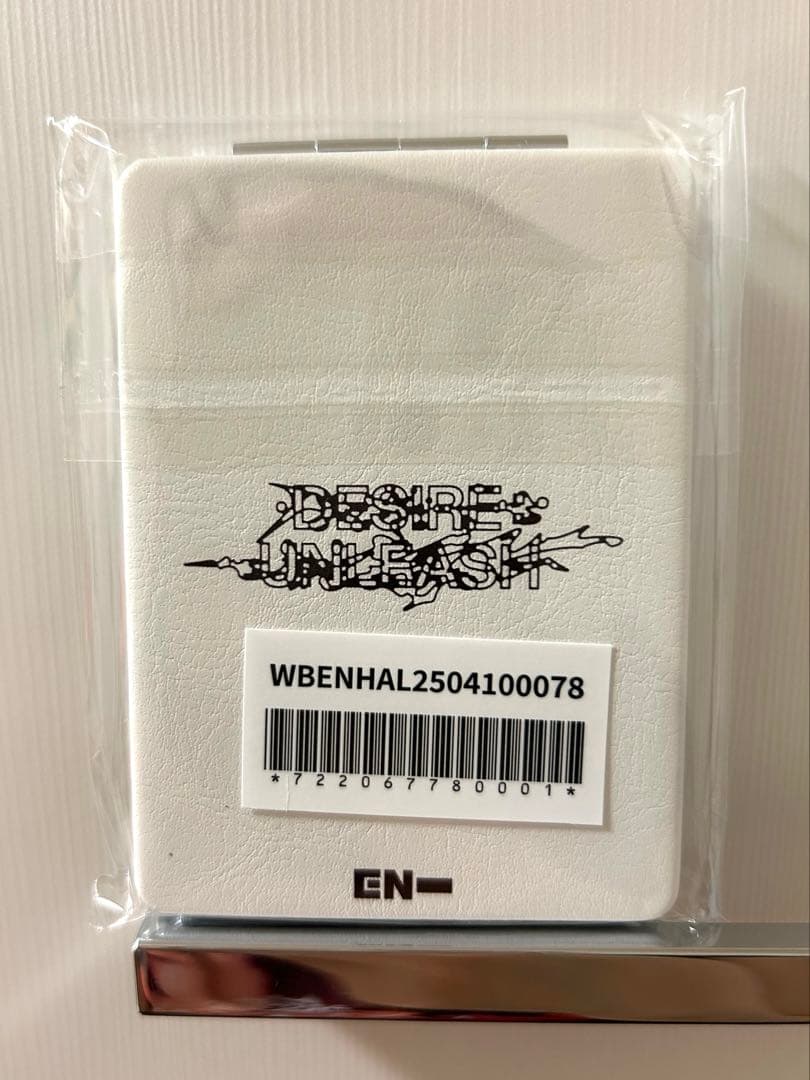 DESIRE
UNLEASH
WBENHAL2504100078
*722067780001*
EN-